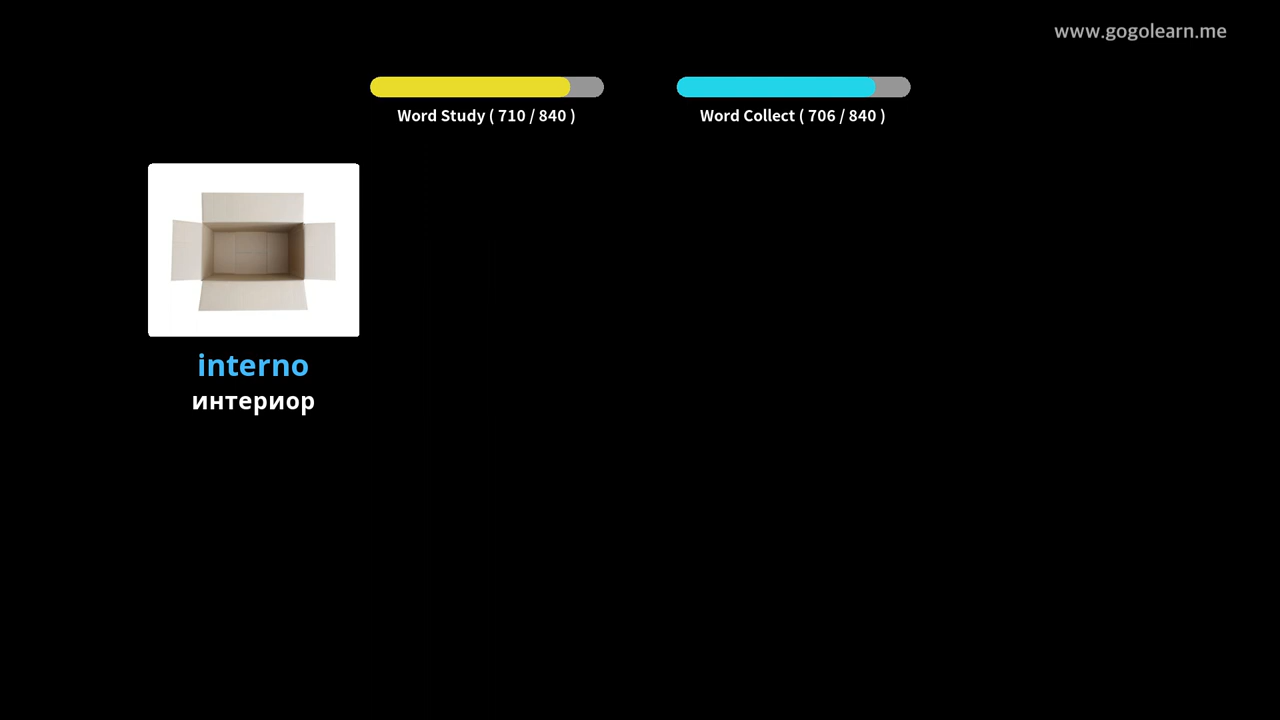 www.gogolearn.me
Word Study ( 710 / 840 )
Word Collect ( 706 / 840 )
interno
интериор